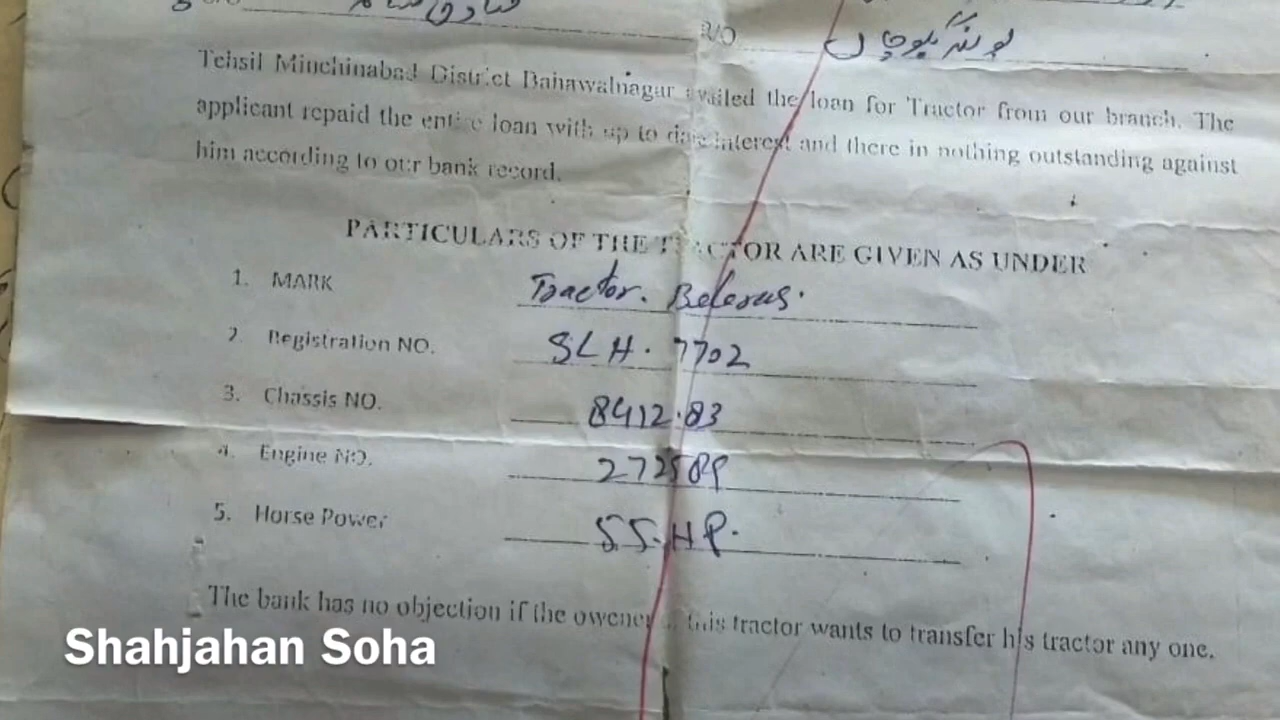 R/O
Tehsil Minchinabad District Bahawalnagar availed the loan for Tractor from our branch. The
applicant repaid the entire loan with up to date interest and there in nothing outstanding against
him according to our bank record.
PARTICULARS OF THE TRACTOR ARE GIVEN AS UNDER
1. MARK Tractor. Belarus.
2. Registration NO. SLH. 7702
3. Chassis NO. 8412.83
4. Engine NO. 272589
5. Horse Power 55.HP.
The bank has no objection if the owener this tractor wants to transfer his tractor any one.
Shahjahan Soha